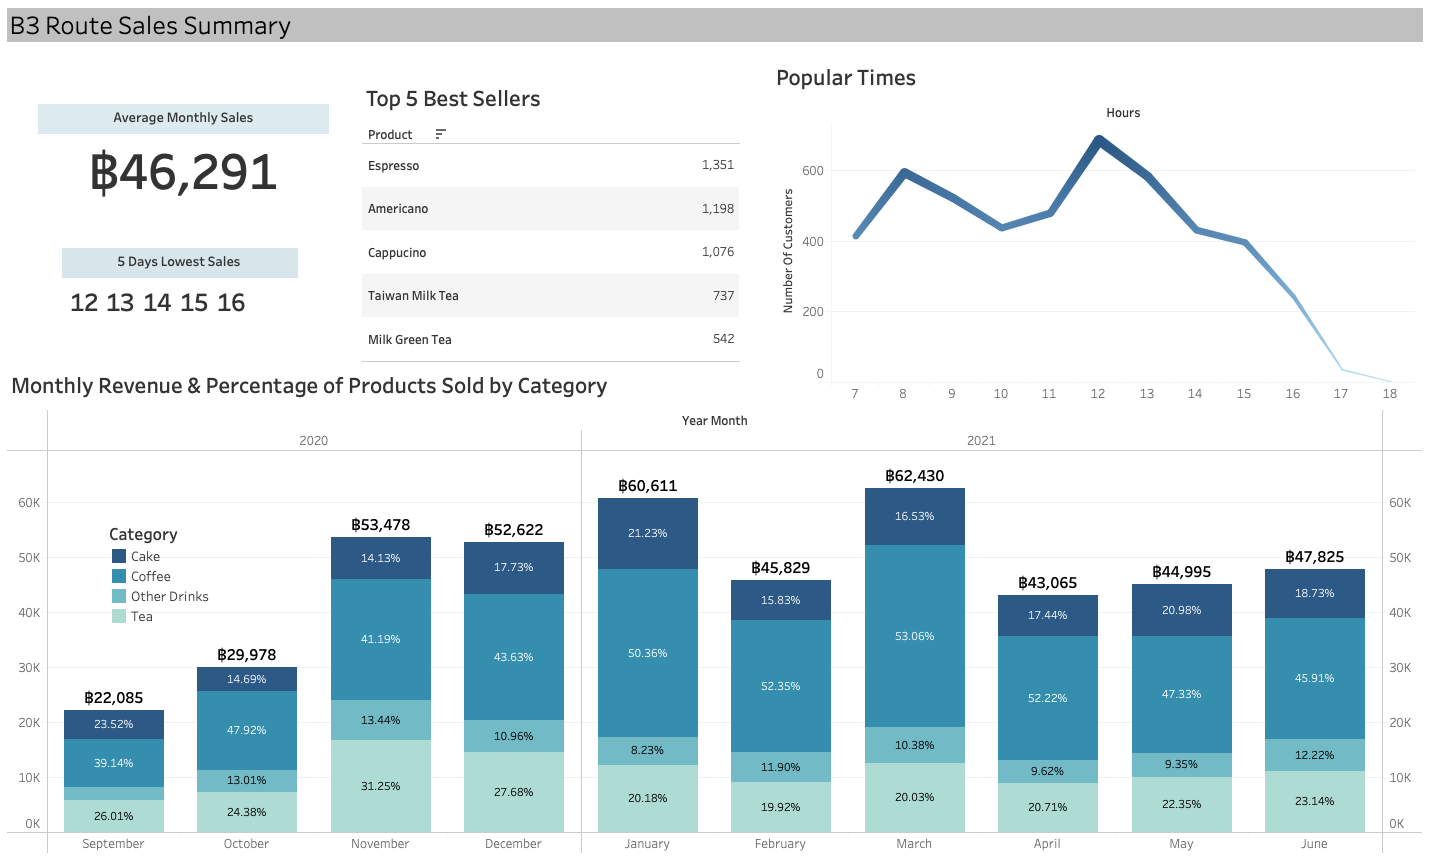 B3 Route Sales Summary
Average Monthly Sales
฿46,291
5 Days Lowest Sales
12 13 14 15 16
Top 5 Best Sellers
Product
Espresso 1,351
Americano 1,198
Cappucino 1,076
Taiwan Milk Tea 737
Milk Green Tea 542
Popular Times
Hours
Number Of Customers
600
400
200
0
7 8 9 10 11 12 13 14 15 16 17 18
Monthly Revenue & Percentage of Products Sold by Category
Year Month
2020 2021
60K
50K
40K
30K
20K
10K
0K
Category
Cake
Coffee
Other Drinks
Tea
฿22,085
23.52%
39.14%
26.01%
September
฿29,978
14.69%
47.92%
13.01%
24.38%
October
฿53,478
14.13%
41.19%
13.44%
31.25%
November
฿52,622
17.73%
43.63%
10.96%
27.68%
December
฿60,611
21.23%
50.36%
8.23%
20.18%
January
฿45,829
15.83%
52.35%
11.90%
19.92%
February
฿62,430
16.53%
53.06%
10.38%
20.03%
March
฿43,065
17.44%
52.22%
9.62%
20.71%
April
฿44,995
20.98%
47.33%
9.35%
22.35%
May
฿47,825
18.73%
45.91%
12.22%
23.14%
June
60K
50K
40K
30K
20K
10K
0K